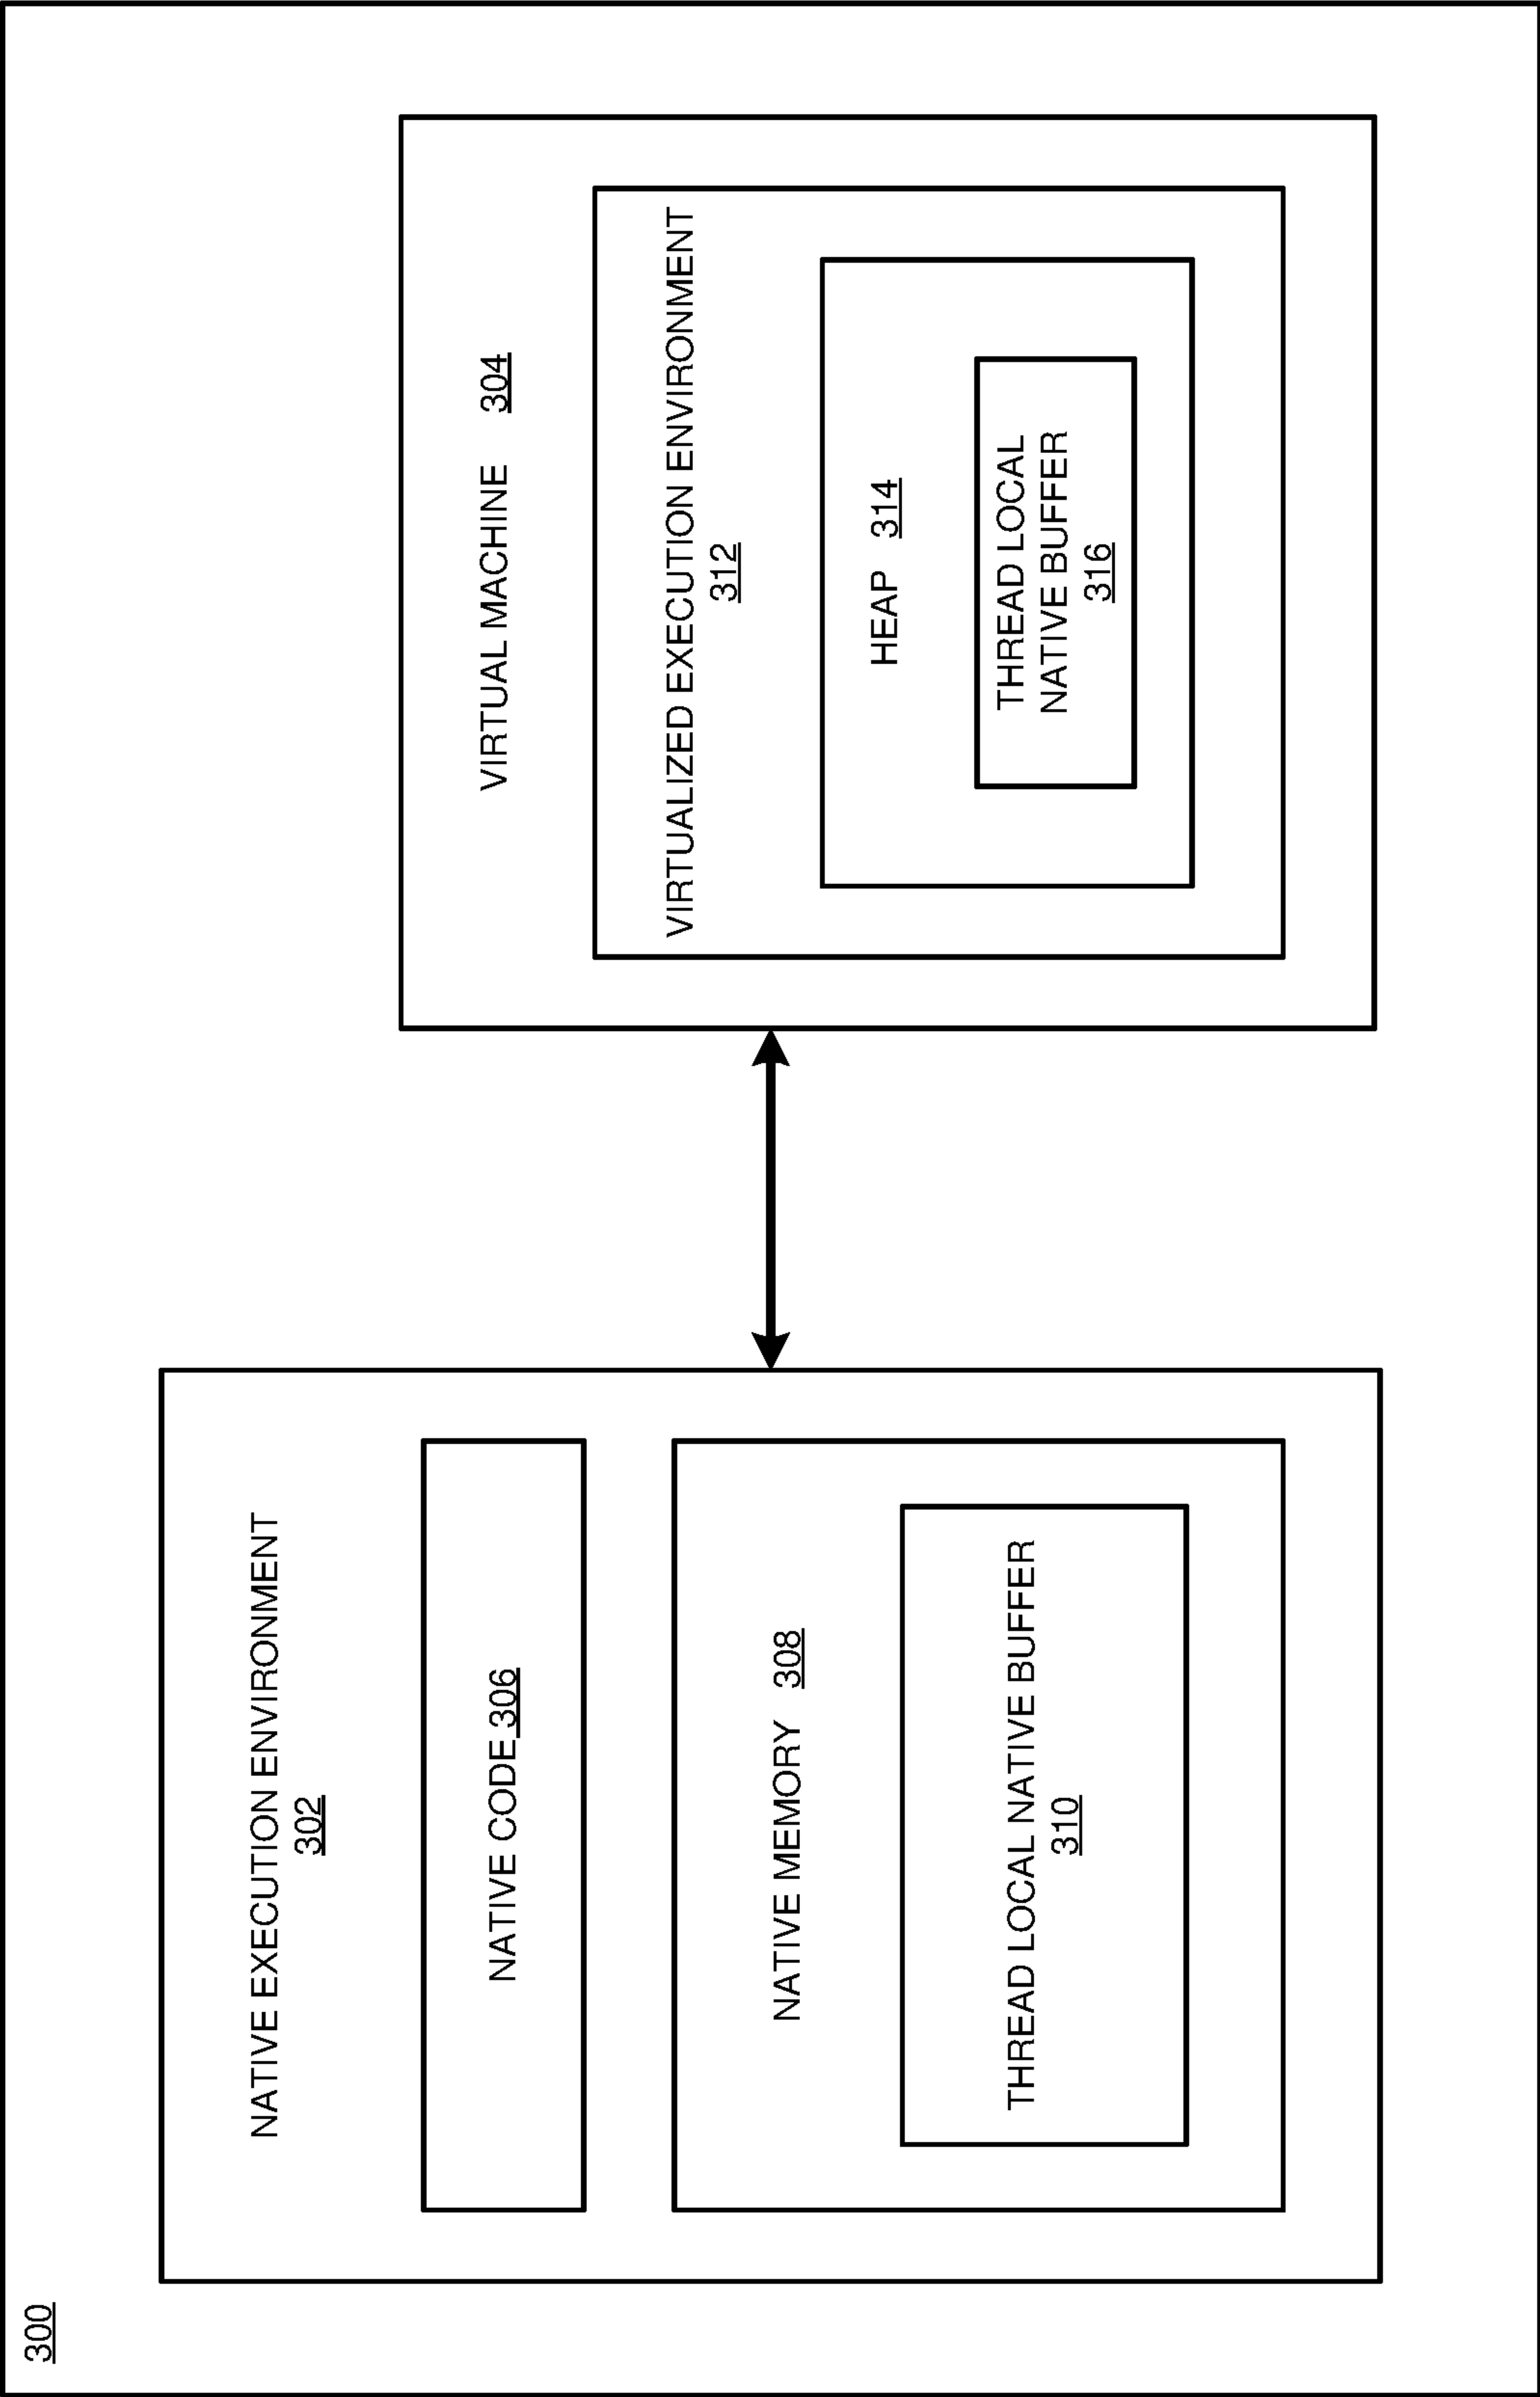 300
NATIVE EXECUTION ENVIRONMENT
302
NATIVE CODE 306
NATIVE MEMORY 308
THREAD LOCAL NATIVE BUFFER
310
VIRTUAL MACHINE 304
VIRTUALIZED EXECUTION ENVIRONMENT
312
HEAP 314
THREAD LOCAL
NATIVE BUFFER
316